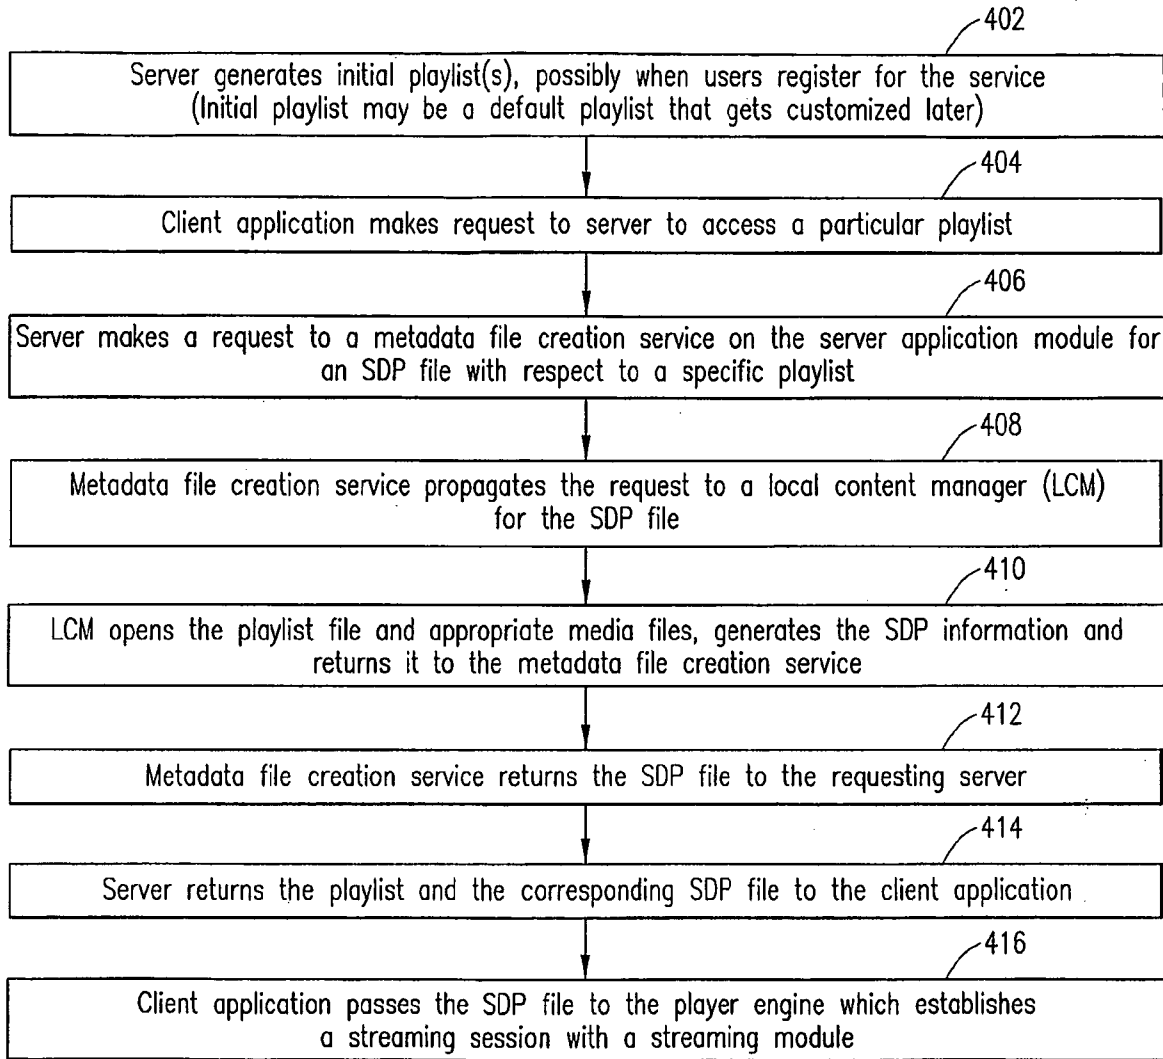 402
Server generates initial playlist(s), possibly when users register for the service
(Initial playlist may be a default playlist that gets customized later)
404
Client application makes request to server to access a particular playlist
406
Server makes a request to a metadata file creation service on the server application module for
an SDP file with respect to a specific playlist
408
Metadata file creation service propagates the request to a local content manager (LCM)
for the SDP file
410
LCM opens the playlist file and appropriate media files, generates the SDP information and
returns it to the metadata file creation service
412
Metadata file creation service returns the SDP file to the requesting server
414
Server returns the playlist and the corresponding SDP file to the client application
416
Client application passes the SDP file to the player engine which establishes
a streaming session with a streaming module